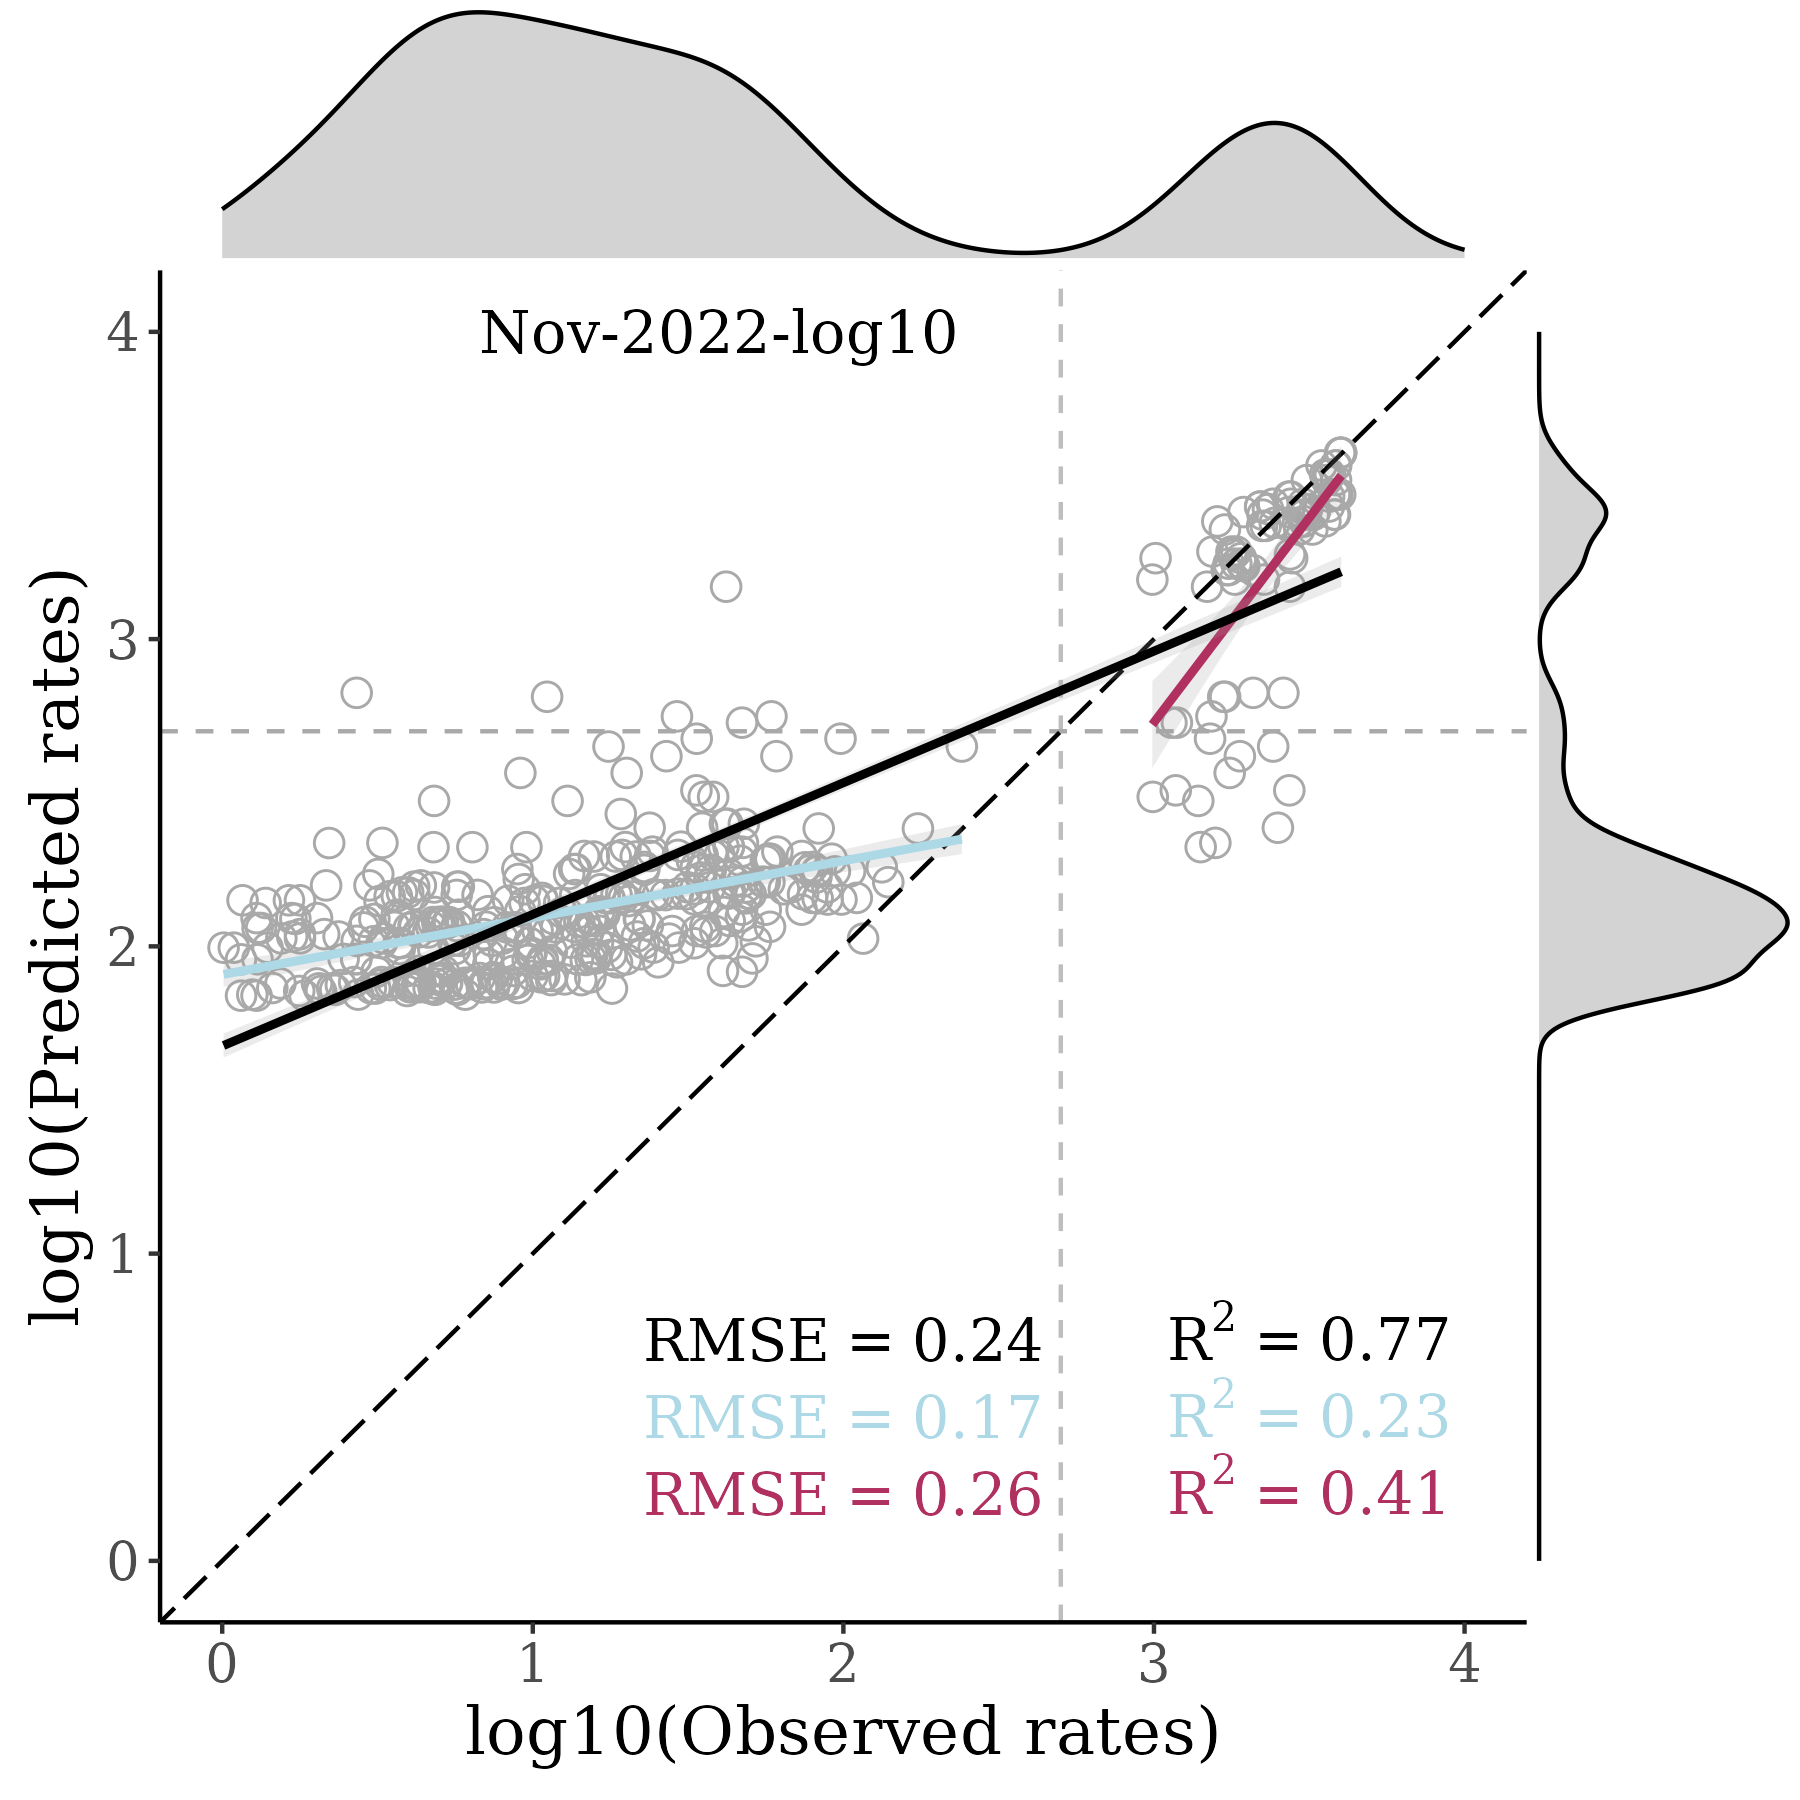 Nov-2022-log10
4
3
2
1
0
log10(Predicted rates)
RMSE = 0.24 R² = 0.77
RMSE = 0.17 R² = 0.23
RMSE = 0.26 R² = 0.41
0 1 2 3 4
log10(Observed rates)